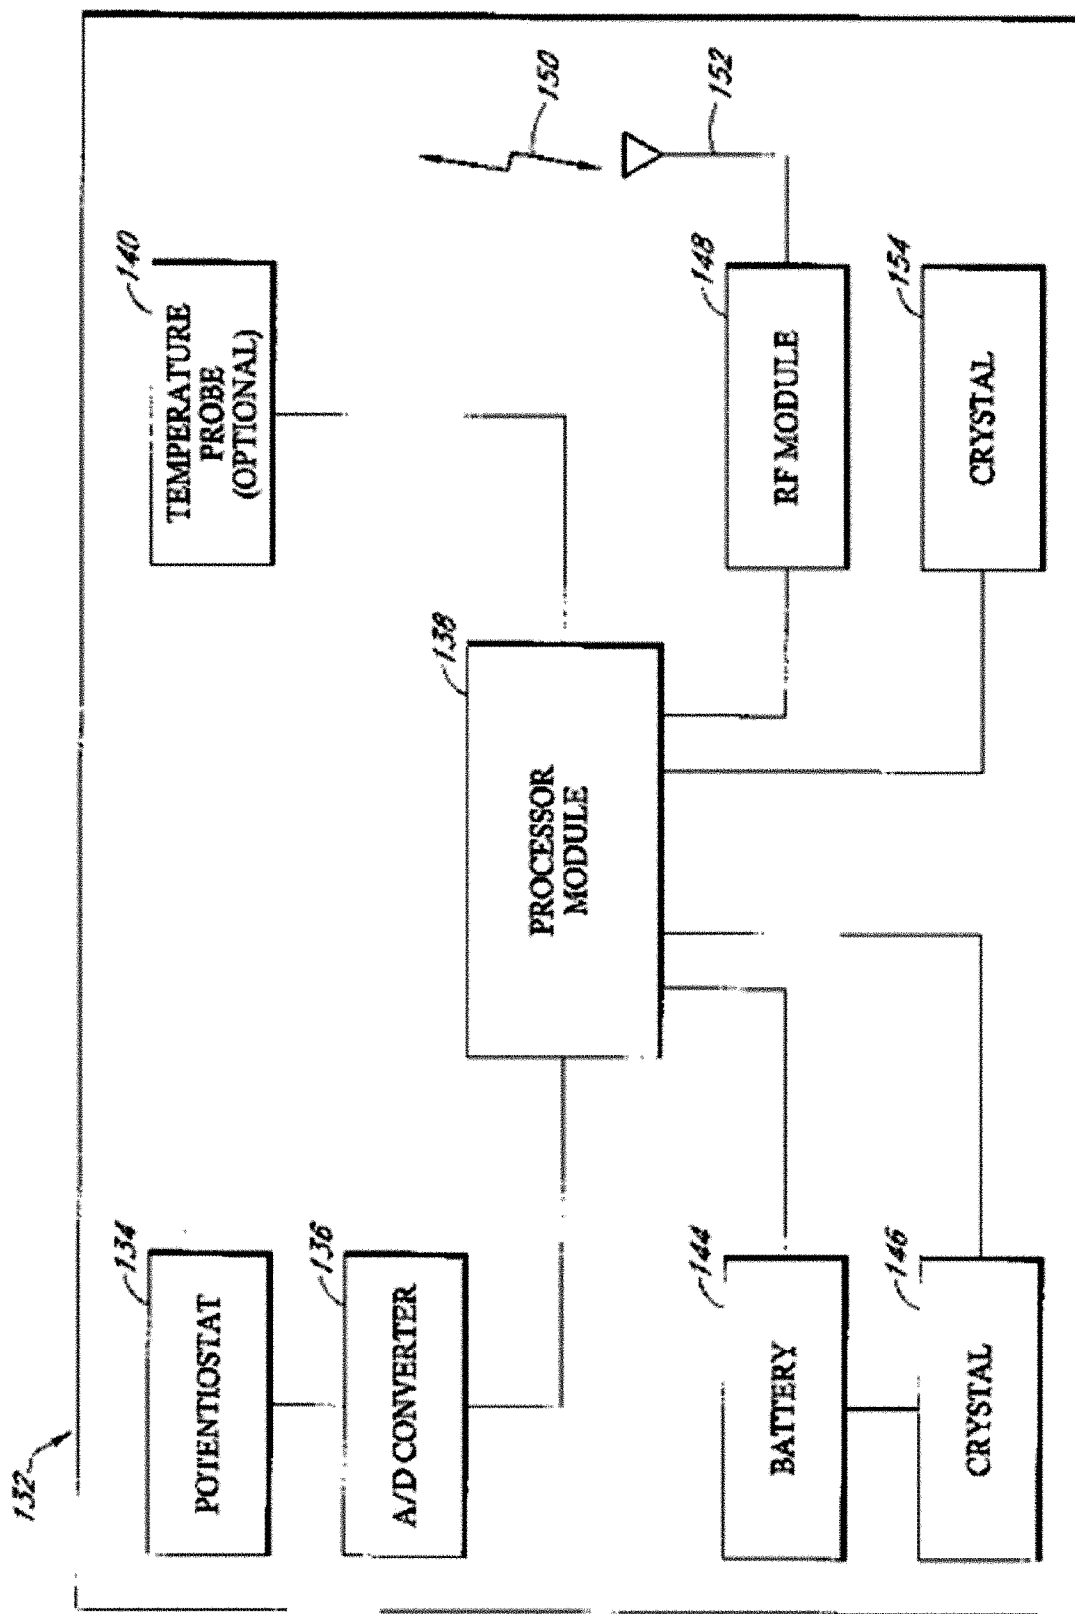 132
134
POTENTIOSTAT
136
A/D CONVERTER
138
PROCESSOR
MODULE
140
TEMPERATURE
PROBE
(OPTIONAL)
144
BATTERY
146
CRYSTAL
148
RF MODULE
150
152
154
CRYSTAL